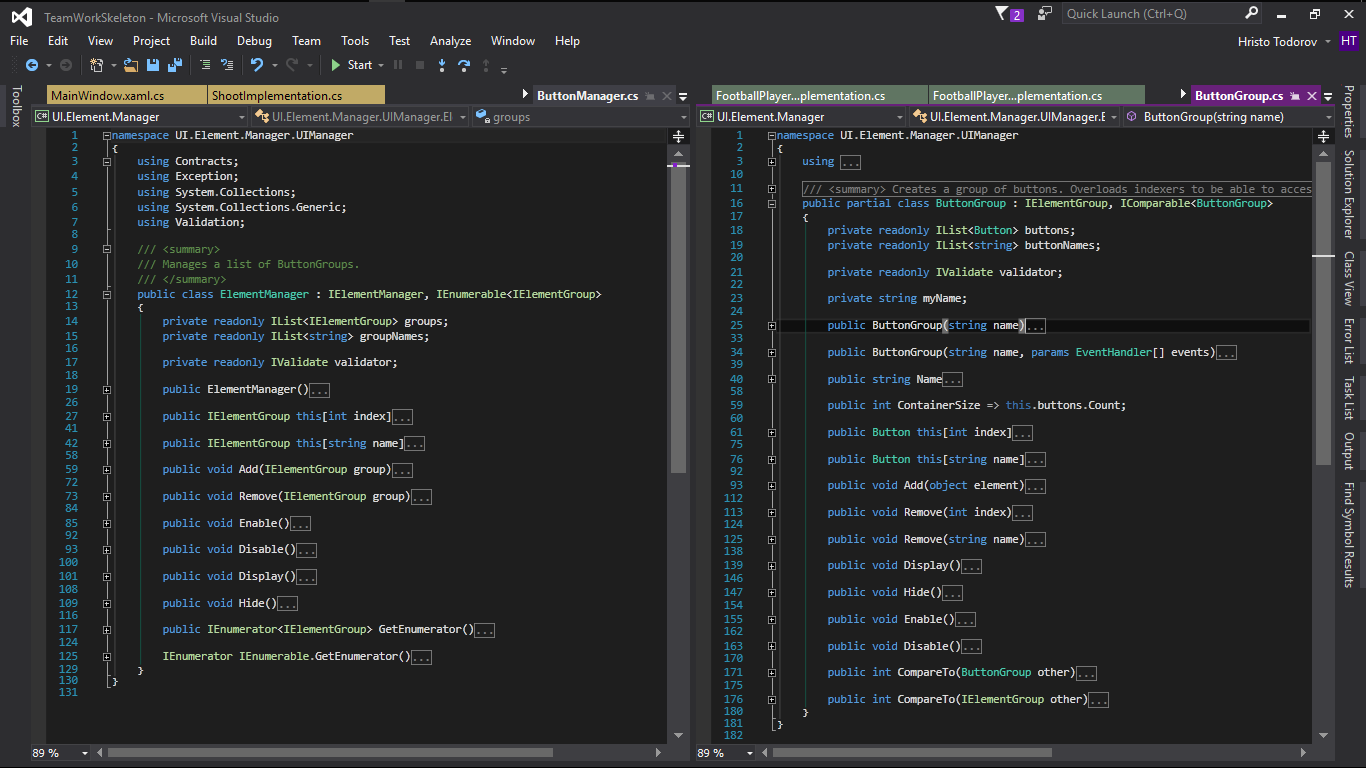 TeamWorkSkeleton - Microsoft Visual Studio
2
Quick Launch (Ctrl+Q)
File Edit View Project Build Debug Team Tools Test Analyze Window Help
Hristo Todorov HT
Start
Toolbox
MainWindow.xaml.cs ShootImplementation.cs ButtonManager.cs
UI.Element.Manager UI.Element.Manager.UIManager.El groups
1 namespace UI.Element.Manager.UIManager
2 {
3 using Contracts;
4 using Exception;
5 using System.Collections;
6 using System.Collections.Generic;
7 using Validation;
8
9 /// <summary>
10 /// Manages a list of ButtonGroups.
11 /// </summary>
12 public class ElementManager : IElementManager, IEnumerable<IElementGroup>
13 {
14 private readonly IList<IElementGroup> groups;
15 private readonly IList<string> groupNames;
16
17 private readonly IValidate validator;
18
19 public ElementManager()...
26
27 public IElementGroup this[int index]...
41
42 public IElementGroup this[string name]...
58
59 public void Add(IElementGroup group)...
72
73 public void Remove(IElementGroup group)...
84
85 public void Enable()...
92
93 public void Disable()...
100
101 public void Display()...
108
109 public void Hide()...
116
117 public IEnumerator<IElementGroup> GetEnumerator()...
124
125 IEnumerator IEnumerable.GetEnumerator()...
129 }
130 }
131
89 %
FootballPlayer...plementation.cs FootballPlayer...plementation.cs ButtonGroup.cs
UI.Element.Manager UI.Element.Manager.UIManager.E ButtonGroup(string name)
1 namespace UI.Element.Manager.UIManager
2 {
3 using ...
10
11 /// <summary> Creates a group of buttons. Overloads indexers to be able to acces
16 public partial class ButtonGroup : IElementGroup, IComparable<ButtonGroup>
17 {
18 private readonly IList<Button> buttons;
19 private readonly IList<string> buttonNames;
20
21 private readonly IValidate validator;
22
23 private string myName;
24
25 public ButtonGroup(string name)...
33
34 public ButtonGroup(string name, params EventHandler[] events)...
39
40 public string Name...
58
59 public int ContainerSize => this.buttons.Count;
60
61 public Button this[int index]...
75
76 public Button this[string name]...
92
93 public void Add(object element)...
112
113 public void Remove(int index)...
124
125 public void Remove(string name)...
138
139 public void Display()...
146
147 public void Hide()...
154
155 public void Enable()...
162
163 public void Disable()...
170
171 public int CompareTo(ButtonGroup other)...
175
176 public int CompareTo(IElementGroup other)...
180 }
181 }
182
89 %
Properties
Solution Explorer
Class View
Error List
Task List
Output
Find Symbol Results